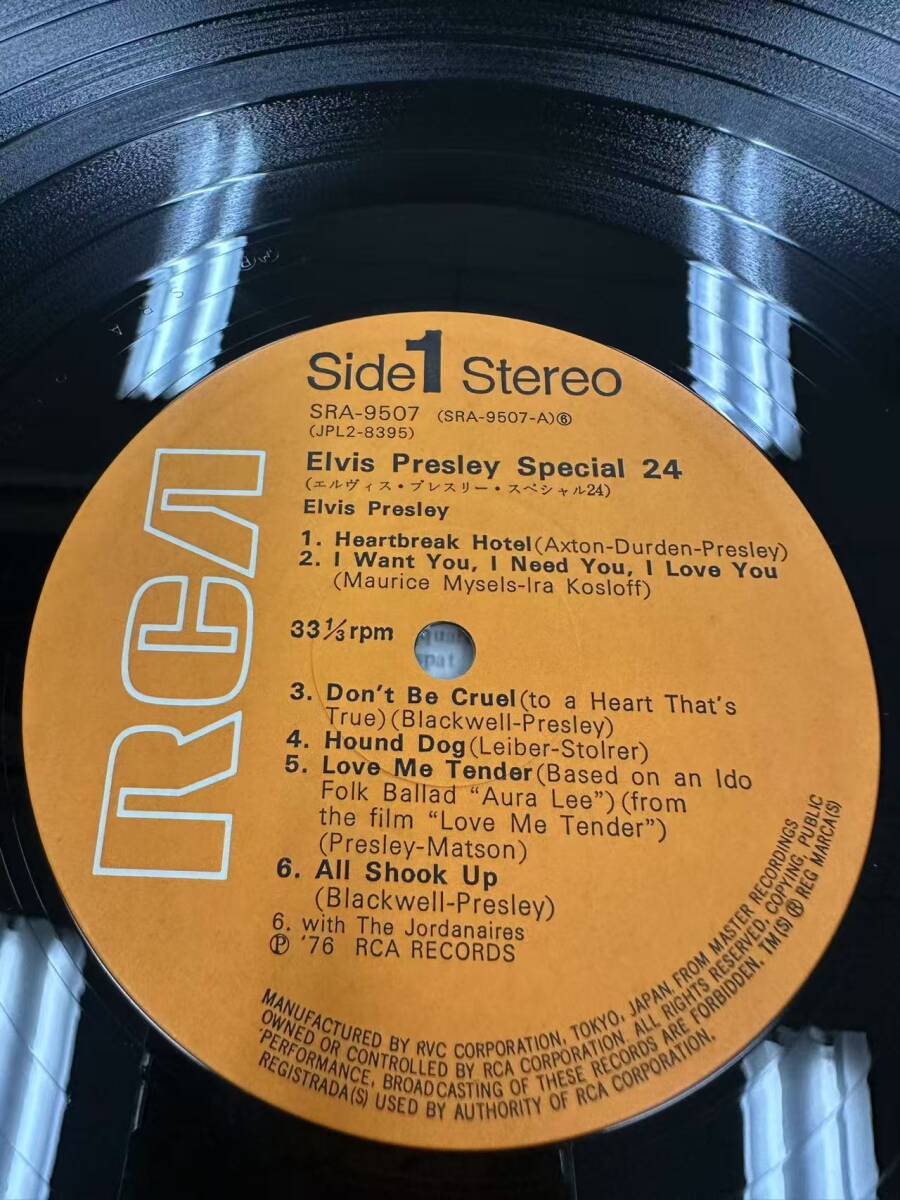 Side 1 Stereo
SRA-9507 (SRA-9507-A)⑥
(JPL2-8395)
Elvis Presley Special 24
(エルヴィス・プレスリー・スペシャル24)
Elvis Presley
1. Heartbreak Hotel (Axton-Durden-Presley)
2. I Want You, I Need You, I Love You
(Maurice Mysels-Ira Kosloff)
33⅓ rpm
3. Don't Be Cruel (to a Heart That's
True) (Blackwell-Presley)
4. Hound Dog (Leiber-Stolrer)
5. Love Me Tender (Based on an Ido
Folk Ballad “Aura Lee”) (from
the film “Love Me Tender”)
(Presley-Matson)
6. All Shook Up
(Blackwell-Presley)
6. with The Jordanaires
Ⓟ '76 RCA RECORDS
RCA
MANUFACTURED BY RVC CORPORATION, TOKYO, JAPAN, FROM MASTER RECORDINGS
OWNED OR CONTROLLED BY RCA CORPORATION. ALL RIGHTS RESERVED, COPYING, PUBLIC
'PERFORMANCE, BROADCASTING OF THESE RECORDS ARE FORBIDDEN. TM(S) ® REG MARCA(S)
REGISTRADA(S) USED BY AUTHORITY OF RCA CORPORATION.